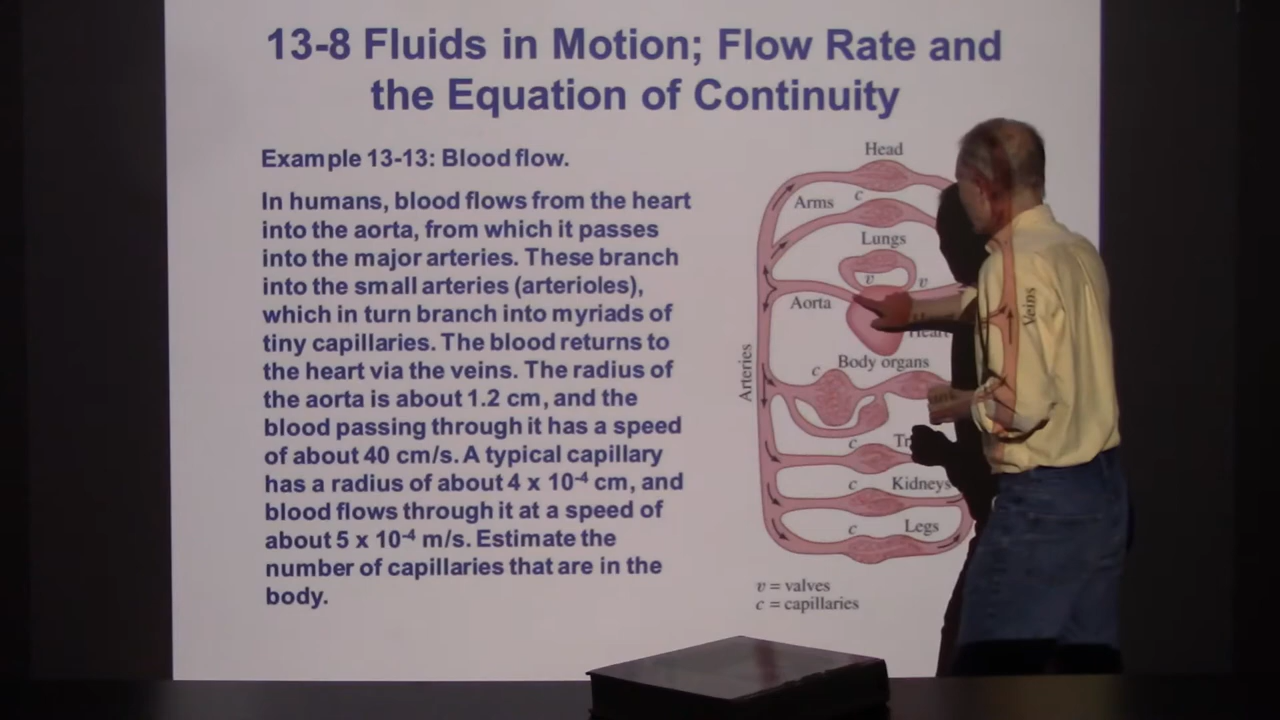 13-8 Fluids in Motion; Flow Rate and
the Equation of Continuity
Example 13-13: Blood flow.
In humans, blood flows from the heart
into the aorta, from which it passes
into the major arteries. These branch
into the small arteries (arterioles),
which in turn branch into myriads of
tiny capillaries. The blood returns to
the heart via the veins. The radius of
the aorta is about 1.2 cm, and the
blood passing through it has a speed
of about 40 cm/s. A typical capillary
has a radius of about 4 x 10⁻⁴ cm, and
blood flows through it at a speed of
about 5 x 10⁻⁴ m/s. Estimate the
number of capillaries that are in the
body.
Head
Arms
c
Lungs
v
v
Aorta
Heart
Veins
Arteries
Body organs
c
c
Kidneys
c
Legs
c
v = valves
c = capillaries